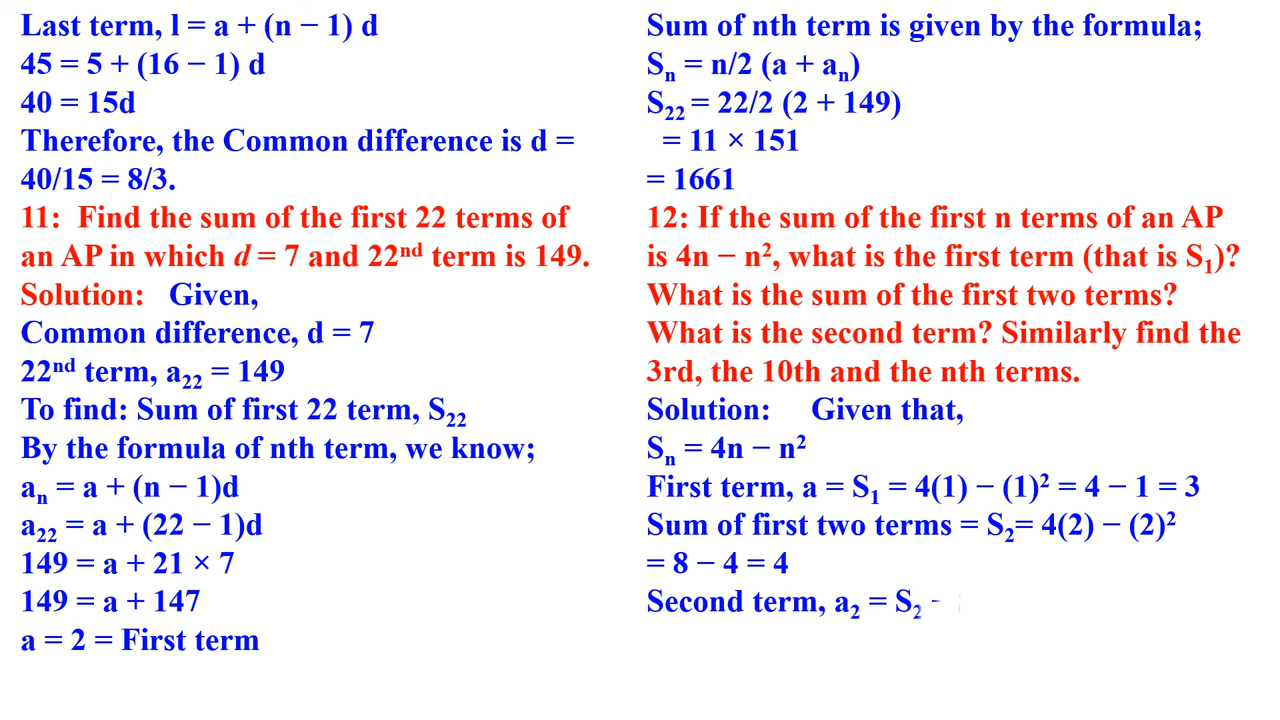 Last term, l = a + (n − 1) d
45 = 5 + (16 − 1) d
40 = 15d
Therefore, the Common difference is d =
40/15 = 8/3.
11: Find the sum of the first 22 terms of
an AP in which d = 7 and 22nd term is 149.
Solution: Given,
Common difference, d = 7
22nd term, a22 = 149
To find: Sum of first 22 term, S22
By the formula of nth term, we know;
an = a + (n − 1)d
a22 = a + (22 − 1)d
149 = a + 21 × 7
149 = a + 147
a = 2 = First term
Sum of nth term is given by the formula;
Sn = n/2 (a + an)
S22 = 22/2 (2 + 149)
= 11 × 151
= 1661
12: If the sum of the first n terms of an AP
is 4n − n², what is the first term (that is S1)?
What is the sum of the first two terms?
What is the second term? Similarly find the
3rd, the 10th and the nth terms.
Solution: Given that,
Sn = 4n − n²
First term, a = S1 = 4(1) − (1)² = 4 − 1 = 3
Sum of first two terms = S2= 4(2) − (2)²
= 8 − 4 = 4
Second term, a2 = S2 −